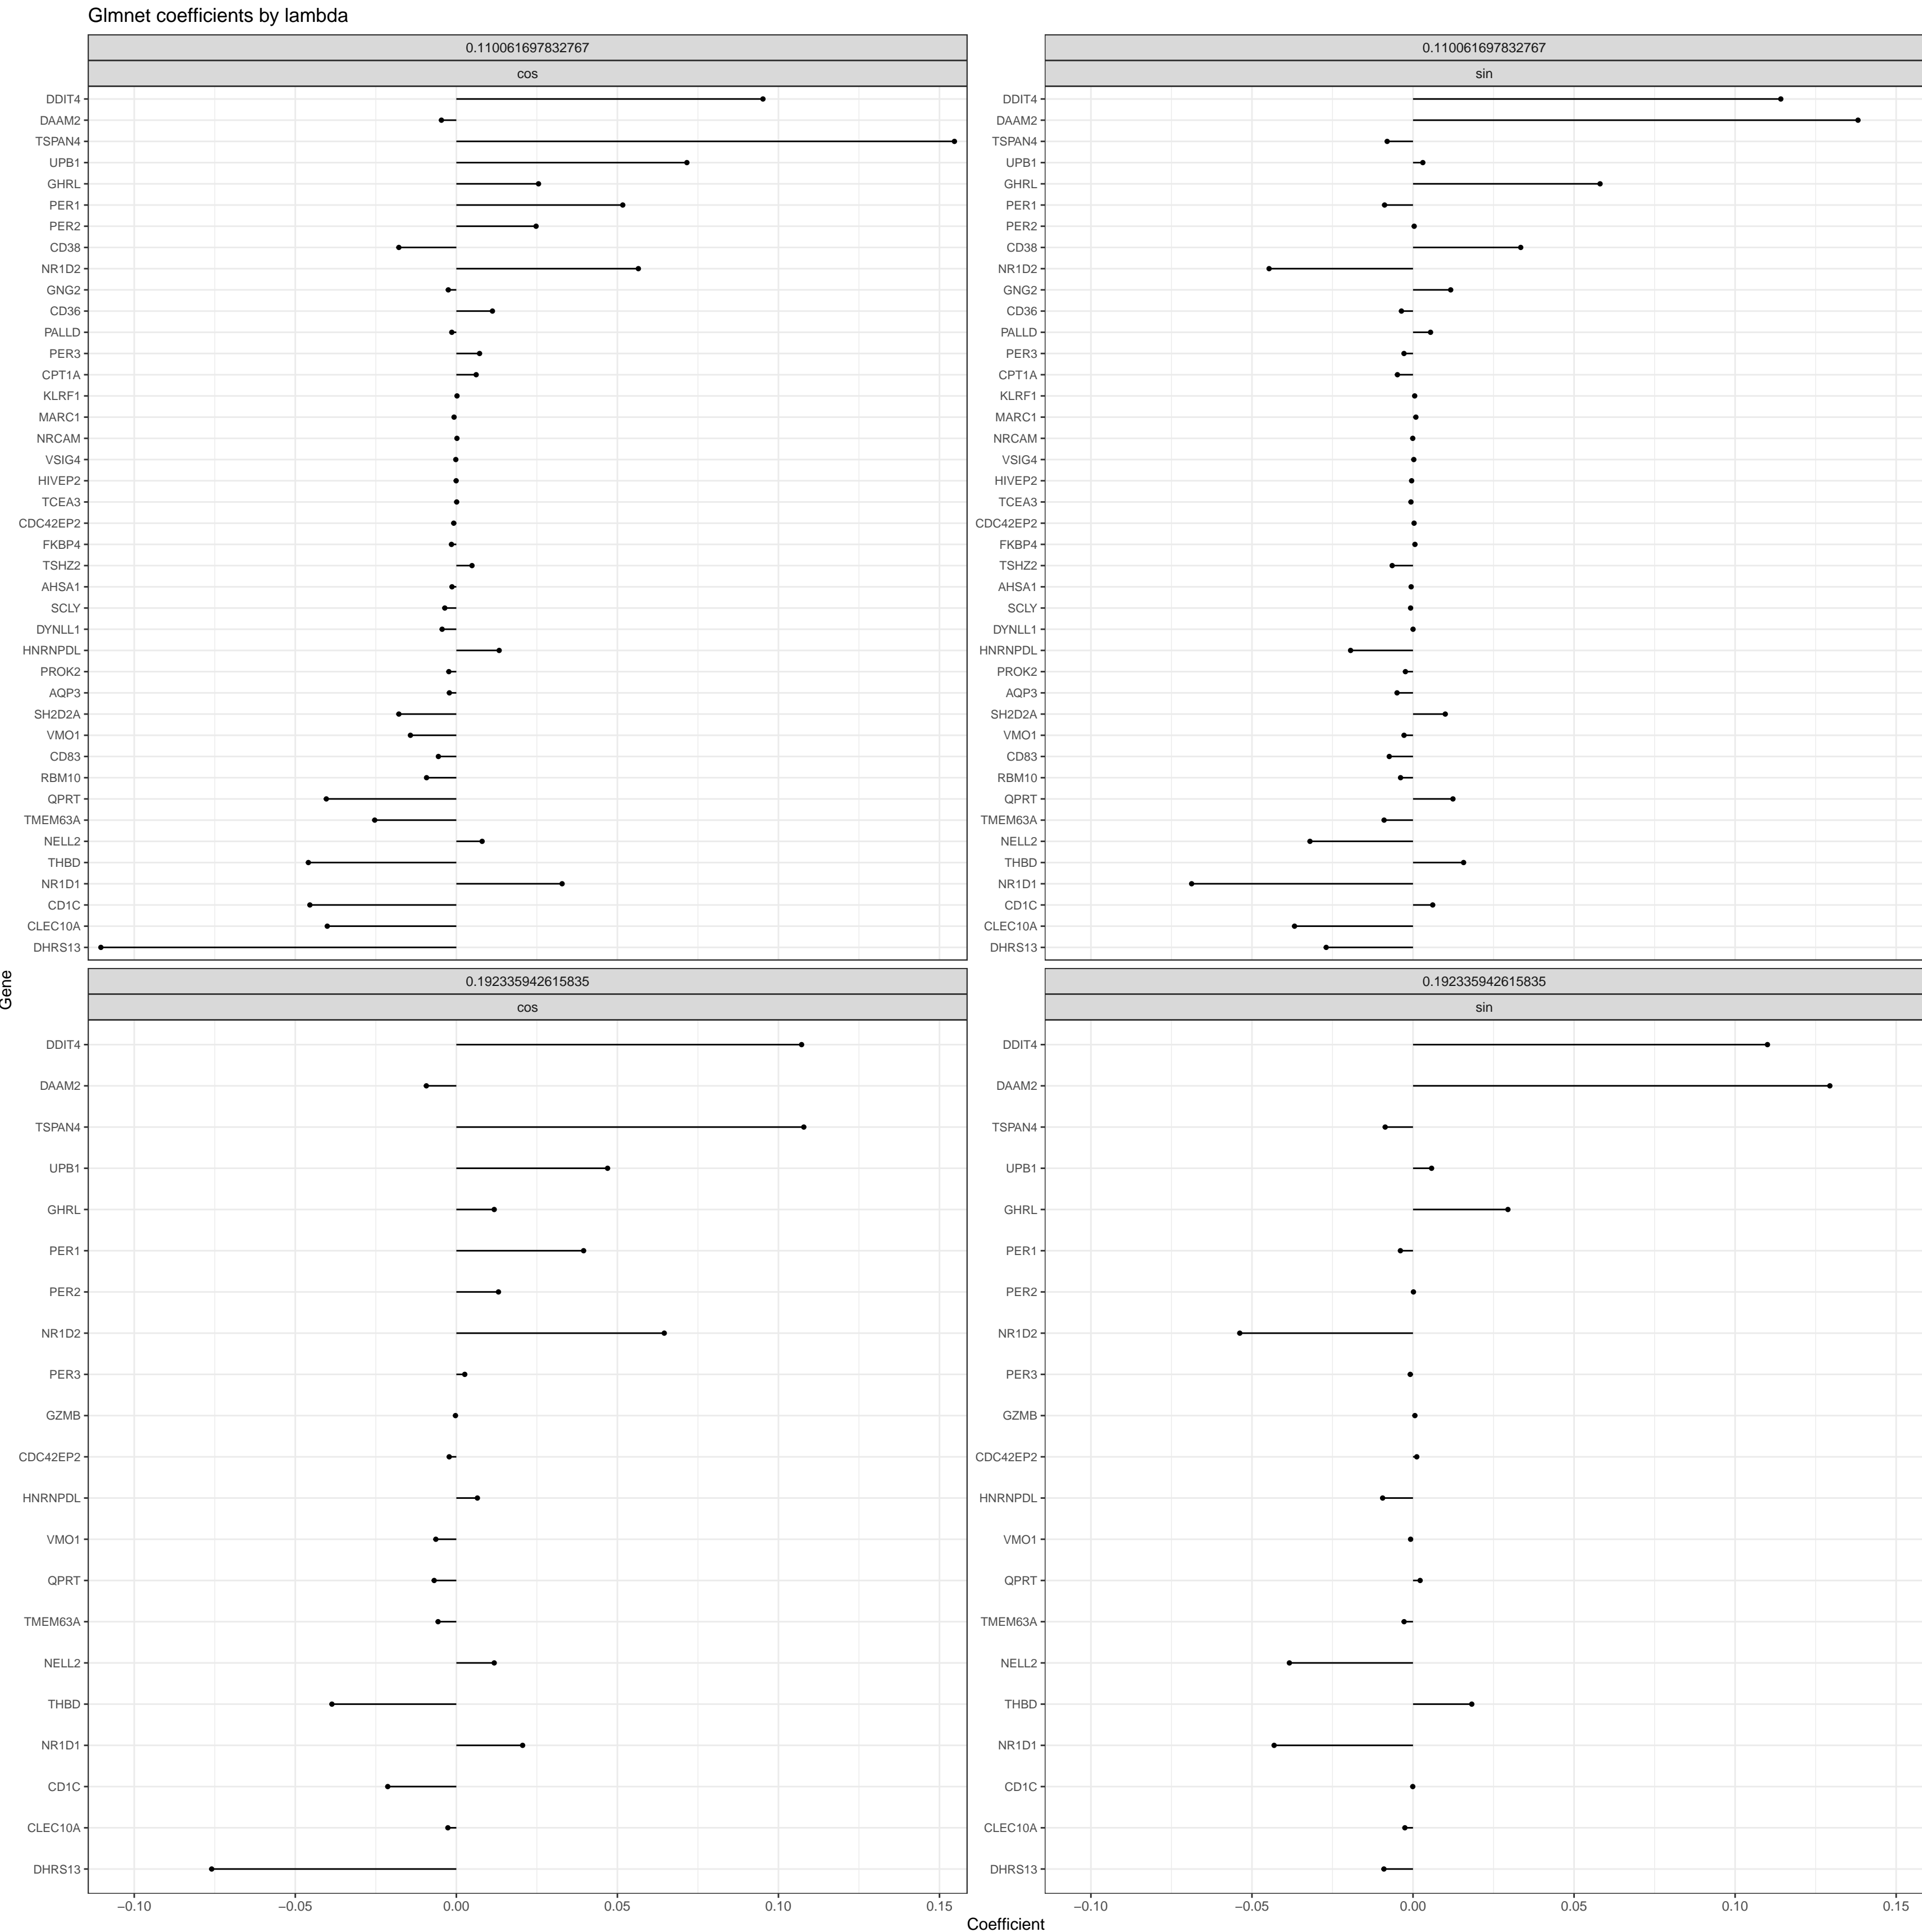 Glmnet coefficients by lambda
0.110061697832767
cos
DDIT4
DAAM2
TSPAN4
UPB1
GHRL
PER1
PER2
CD38
NR1D2
GNG2
CD36
PALLD
PER3
CPT1A
KLRF1
MARC1
NRCAM
VSIG4
HIVEP2
TCEA3
CDC42EP2
FKBP4
TSHZ2
AHSA1
SCLY
DYNLL1
HNRNPDL
PROK2
AQP3
SH2D2A
VMO1
CD83
RBM10
QPRT
TMEM63A
NELL2
THBD
NR1D1
CD1C
CLEC10A
DHRS13
0.110061697832767
sin
DDIT4
DAAM2
TSPAN4
UPB1
GHRL
PER1
PER2
CD38
NR1D2
GNG2
CD36
PALLD
PER3
CPT1A
KLRF1
MARC1
NRCAM
VSIG4
HIVEP2
TCEA3
CDC42EP2
FKBP4
TSHZ2
AHSA1
SCLY
DYNLL1
HNRNPDL
PROK2
AQP3
SH2D2A
VMO1
CD83
RBM10
QPRT
TMEM63A
NELL2
THBD
NR1D1
CD1C
CLEC10A
DHRS13
Gene
0.192335942615835
cos
DDIT4
DAAM2
TSPAN4
UPB1
GHRL
PER1
PER2
NR1D2
PER3
GZMB
CDC42EP2
HNRNPDL
VMO1
QPRT
TMEM63A
NELL2
THBD
NR1D1
CD1C
CLEC10A
DHRS13
−0.10 −0.05 0.00 0.05 0.10 0.15
0.192335942615835
sin
DDIT4
DAAM2
TSPAN4
UPB1
GHRL
PER1
PER2
NR1D2
PER3
GZMB
CDC42EP2
HNRNPDL
VMO1
QPRT
TMEM63A
NELL2
THBD
NR1D1
CD1C
CLEC10A
DHRS13
−0.10 −0.05 0.00 0.05 0.10 0.15
Coefficient